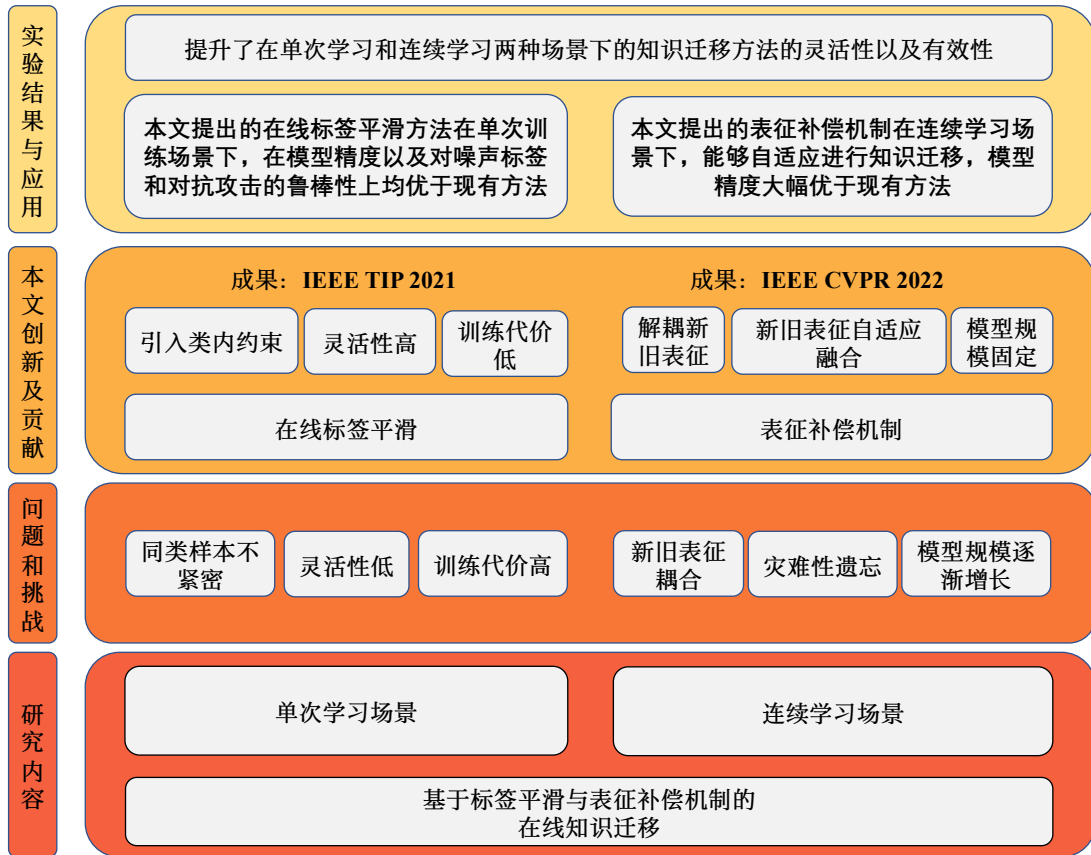 实验结果与应用
提升了在单次学习和连续学习两种场景下的知识迁移方法的灵活性以及有效性
本文提出的在线标签平滑方法在单次训
练场景下，在模型精度以及对噪声标签
和对抗攻击的鲁棒性上均优于现有方法
本文提出的表征补偿机制在连续学习场
景下，能够自适应进行知识迁移，模型
精度大幅优于现有方法
本文创新及贡献
成果：IEEE TIP 2021
成果：IEEE CVPR 2022
引入类内约束
灵活性高
训练代价
低
解耦新
旧表征
新旧表征自适应
融合
模型规
模固定
在线标签平滑
表征补偿机制
问题和挑战
同类样本不
紧密
灵活性低
训练代价高
新旧表征
耦合
灾难性遗忘
模型规模逐
渐增长
研究内容
单次学习场景
连续学习场景
基于标签平滑与表征补偿机制的
在线知识迁移